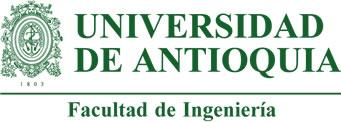 UNIVERSIDAD
DE ANTIOQUIA
1803
Facultad de Ingeniería